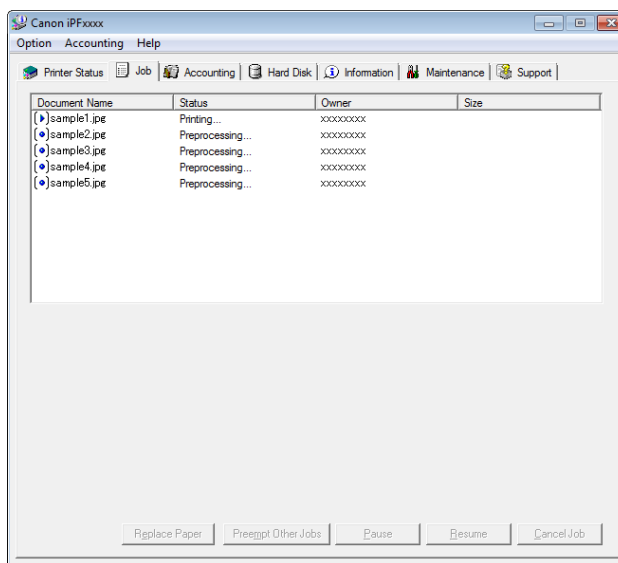 Canon iPFxxxx
Option Accounting Help
Printer Status Job Accounting Hard Disk Information Maintenance Support
Document Name Status Owner Size
sample1.jpg Printing... xxxxxxxx
sample2.jpg Preprocessing... xxxxxxxx
sample3.jpg Preprocessing... xxxxxxxx
sample4.jpg Preprocessing... xxxxxxxx
sample5.jpg Preprocessing... xxxxxxxx
Replace Paper Preempt Other Jobs Pause Resume Cancel Job